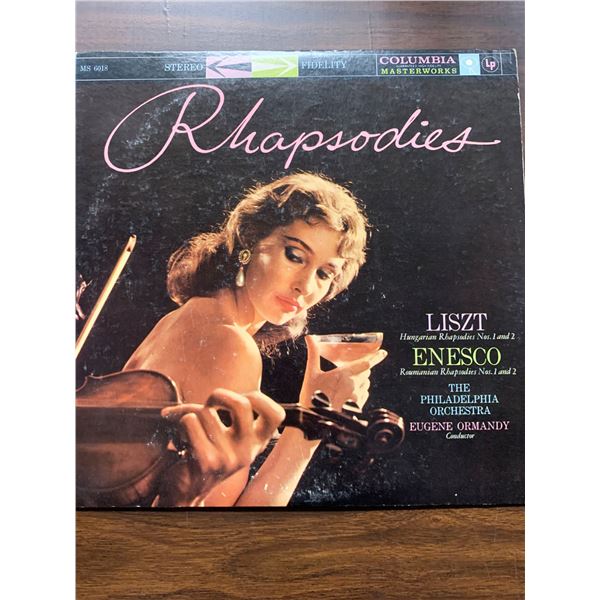 MS 6018
STEREO FIDELITY
COLUMBIA
MASTERWORKS
Lp
Rhapsodies
LISZT
Hungarian Rhapsodies Nos. 1 and 2
ENESCO
Roumanian Rhapsodies Nos. 1 and 2
THE
PHILADELPHIA
ORCHESTRA
EUGENE ORMANDY
Conductor